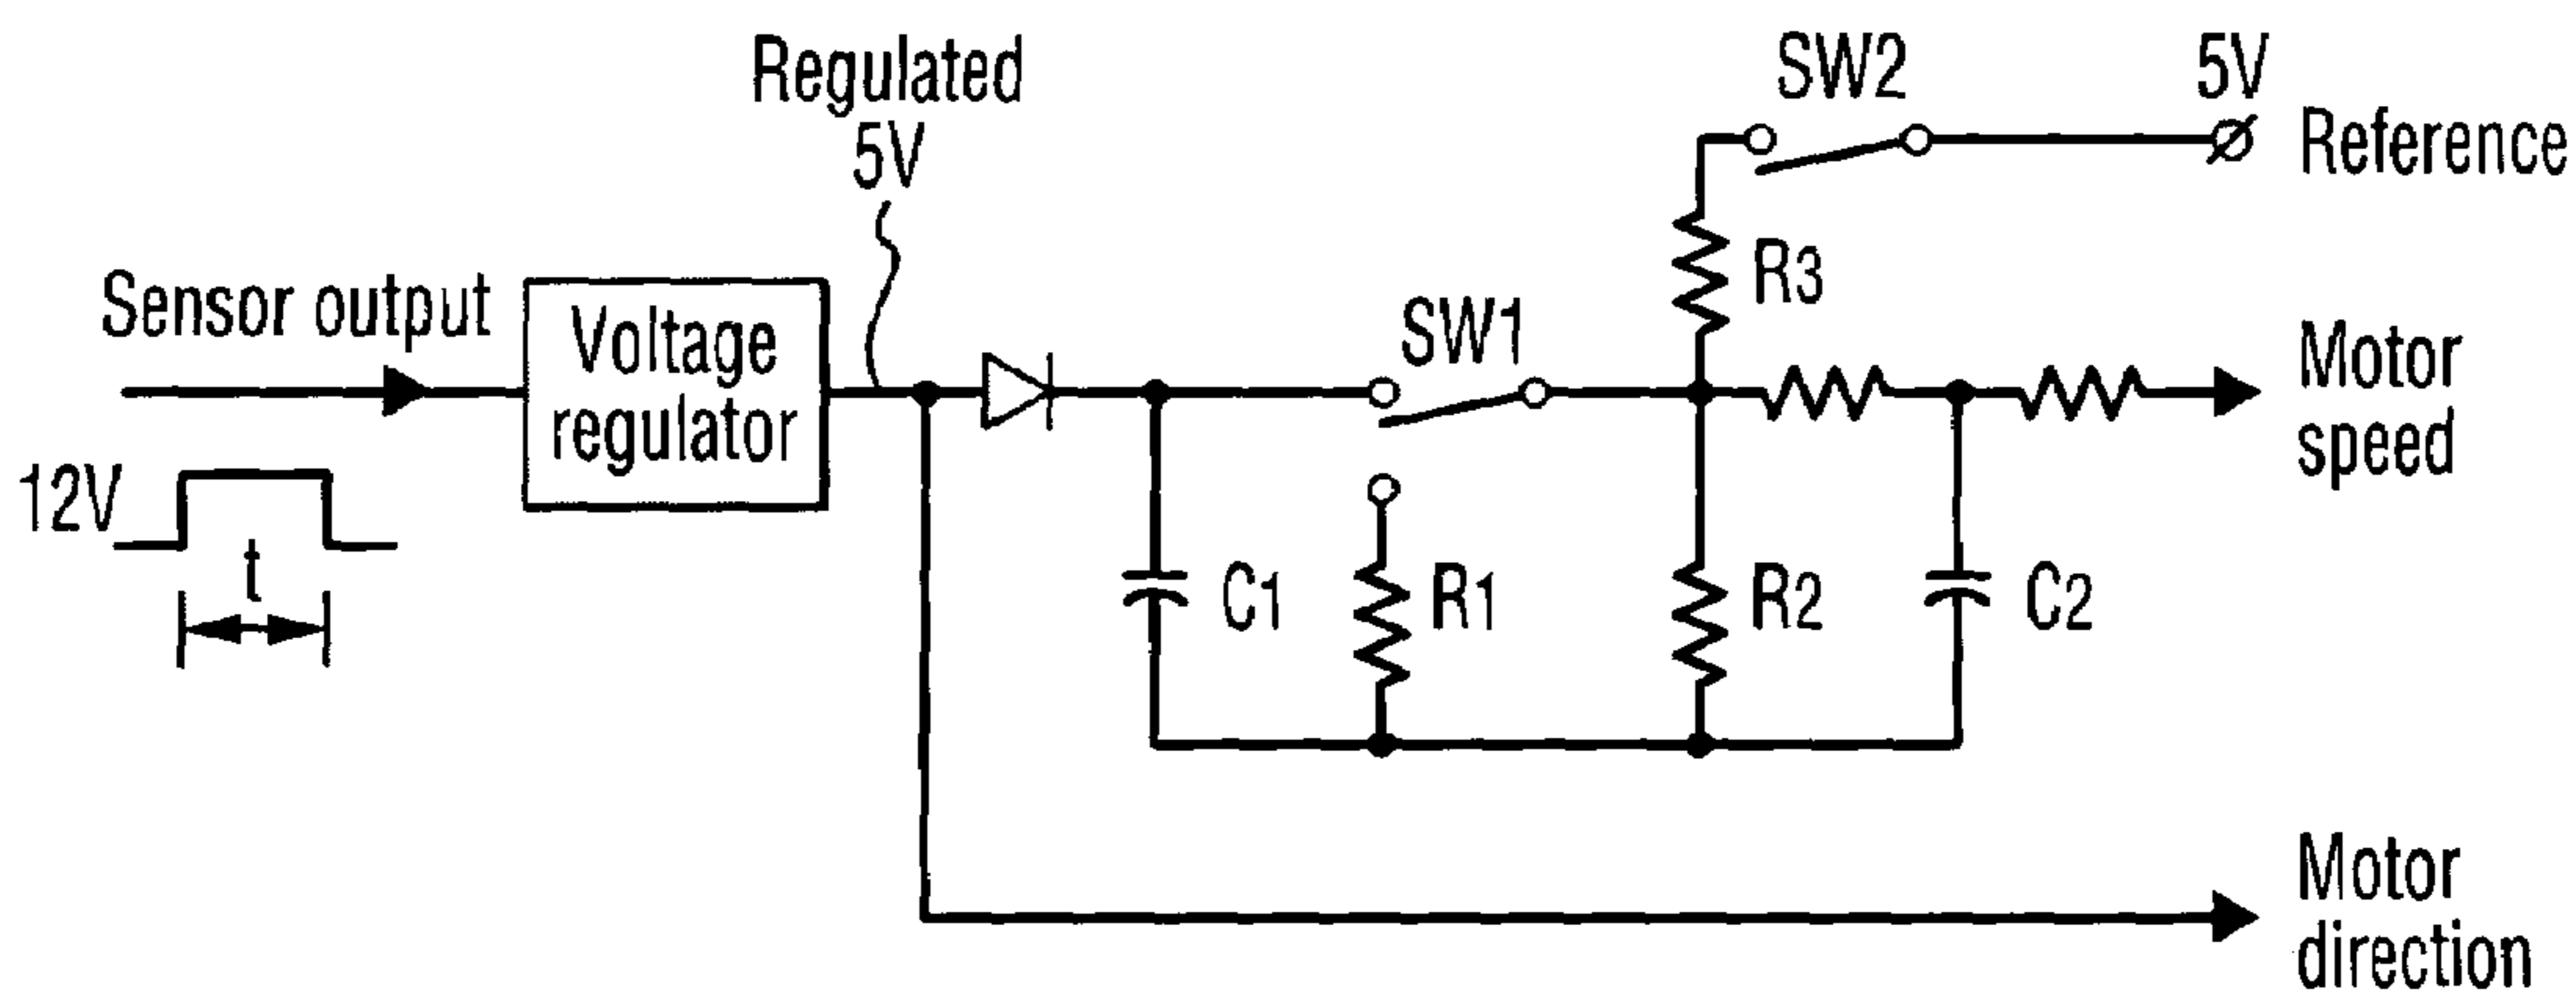 Regulated
5V
SW2
5V
Reference
R3
Sensor output
Voltage
regulator
SW1
Motor
speed
12V
t
C1
R1
R2
C2
Motor
direction